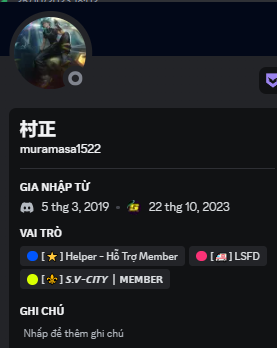 村正
muramasa1522
GIA NHẬP TỪ
5 thg 3, 2019 • 22 thg 10, 2023
VAI TRÒ
[⭐] Helper - Hỗ Trợ Member [🚑] LSFD
[⚜️] S.V-CITY | MEMBER
GHI CHÚ
Nhấp để thêm ghi chú